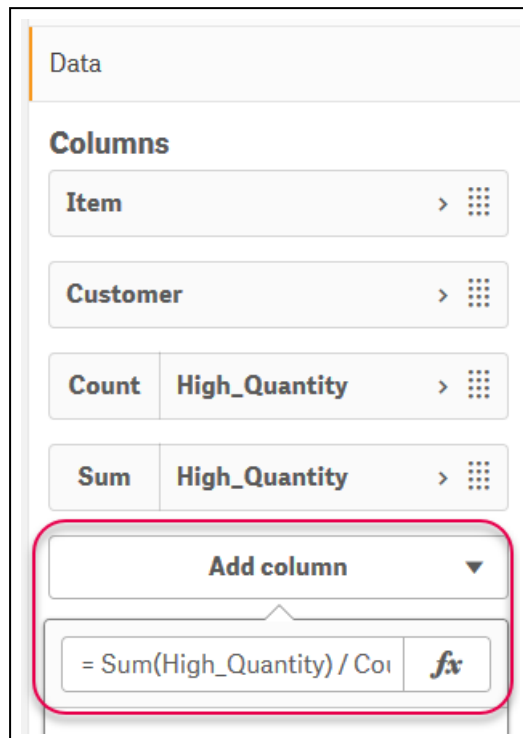 Data
Columns
Item
Customer
Count High_Quantity
Sum High_Quantity
Add column
= Sum(High_Quantity) / Cou fx